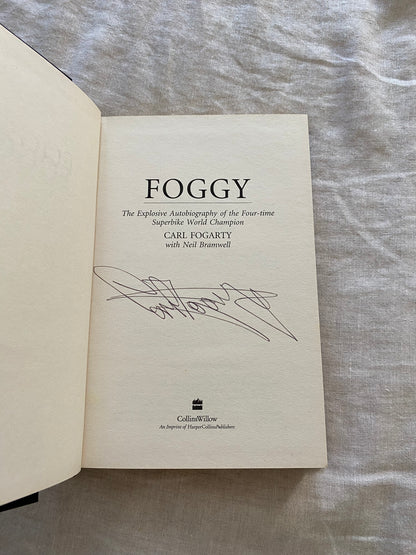 FOGGY
The Explosive Autobiography of the Four-time
Superbike World Champion
CARL FOGARTY
with Neil Bramwell
CollinsWillow
An Imprint of HarperCollinsPublishers